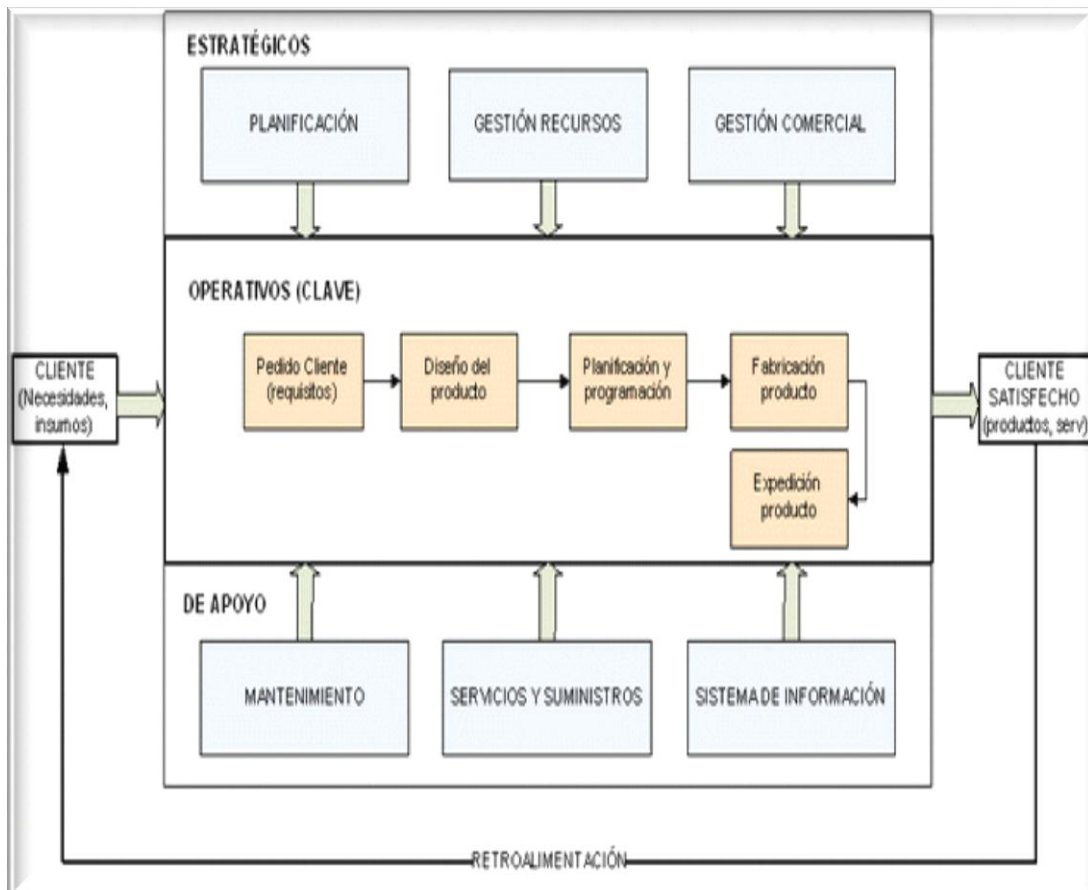 ESTRATÉGICOS
PLANIFICACIÓN
GESTIÓN RECURSOS
GESTIÓN COMERCIAL
OPERATIVOS (CLAVE)
CLIENTE
(Necesidades,
insumos)
Pedido Cliente
(requisitos)
Diseño del
producto
Planificación y
programación
Fabricación
producto
Expedición
producto
CLIENTE
SATISFECHO
(productos, serv)
DE APOYO
MANTENIMIENTO
SERVICIOS Y SUMINISTROS
SISTEMA DE INFORMACIÓN
RETROALIMENTACIÓN